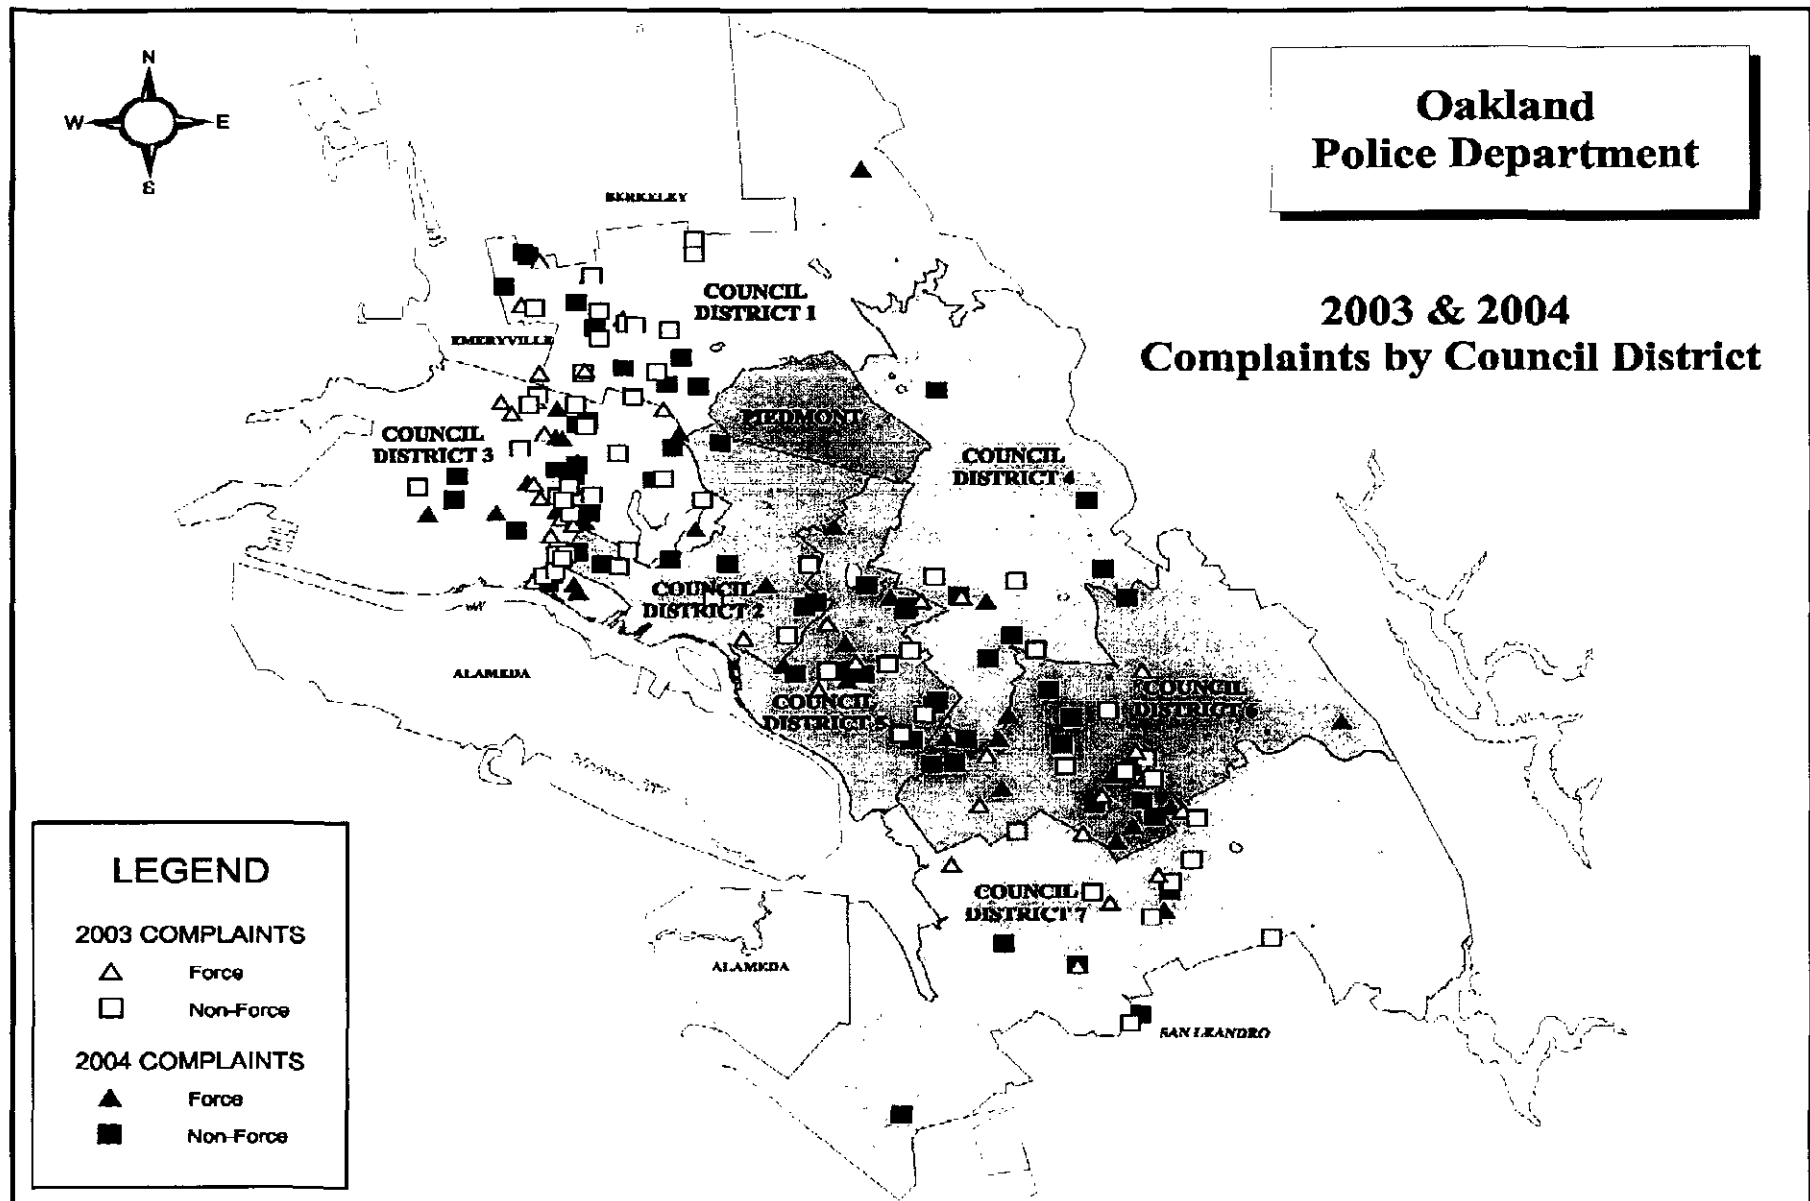 Oakland
Police Department
2003 & 2004
Complaints by Council District
N
W
E
S
BERKELEY
COUNCIL
DISTRICT 1
EMERYVILLE
PIEDMONT
COUNCIL
DISTRICT 3
COUNCIL
DISTRICT 4
COUNCIL
DISTRICT 2
ALAMEDA
COUNCIL
DISTRICT 5
COUNCIL
DISTRICT 6
COUNCIL
DISTRICT 7
ALAMEDA
SAN LEANDRO
LEGEND
2003 COMPLAINTS
Force
Non-Force
2004 COMPLAINTS
Force
Non-Force